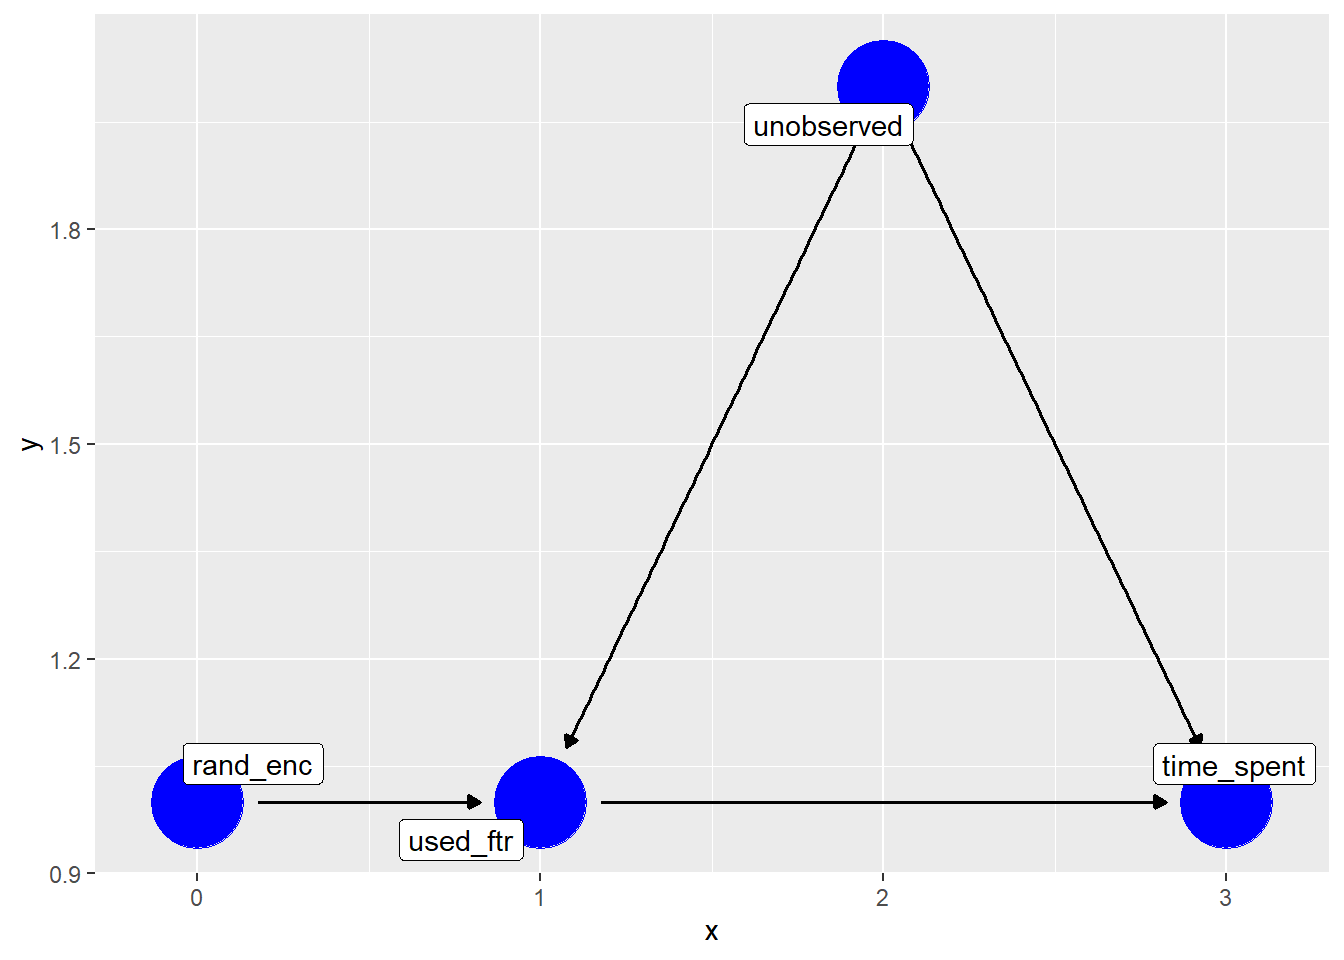 unobserved
1.8
y
1.5
1.2
rand_enc
time_spent
used_ftr
0.9
0 1 2 3
x